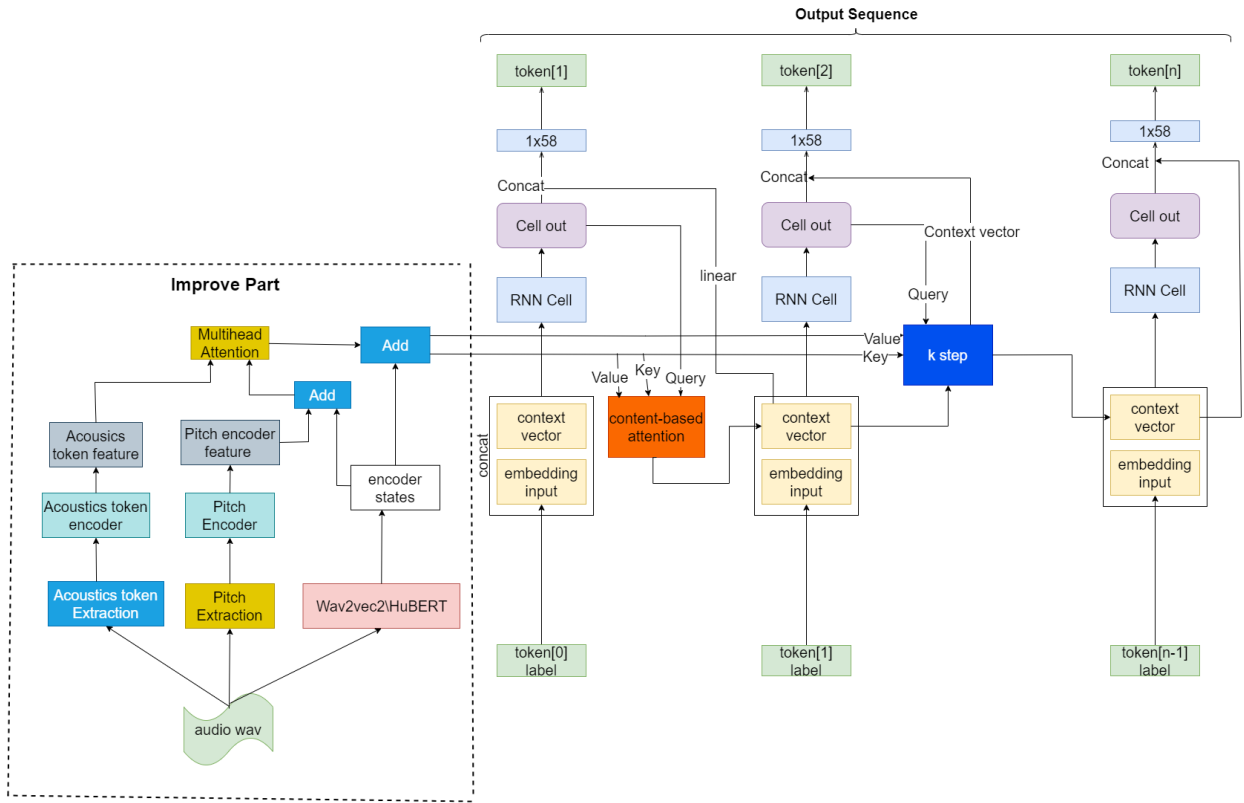 Output Sequence
token[1]
token[2]
token[n]
1x58
1x58
1x58
Concat
Concat
Concat
Cell out
Cell out
Cell out
Context vector
linear
RNN Cell
RNN Cell
RNN Cell
Query
Improve Part
Multihead
Attention
Add
Value
Key
k step
Value
Key
Query
Add
context
vector
content-based
attention
context
vector
context
vector
concat
Acousics
token feature
Pitch encoder
feature
encoder
states
embedding
input
embedding
input
embedding
input
Acoustics token
encoder
Pitch
Encoder
Acoustics token
Extraction
Pitch
Extraction
Wav2vec2\HuBERT
token[0]
label
token[1]
label
token[n-1]
label
audio wav